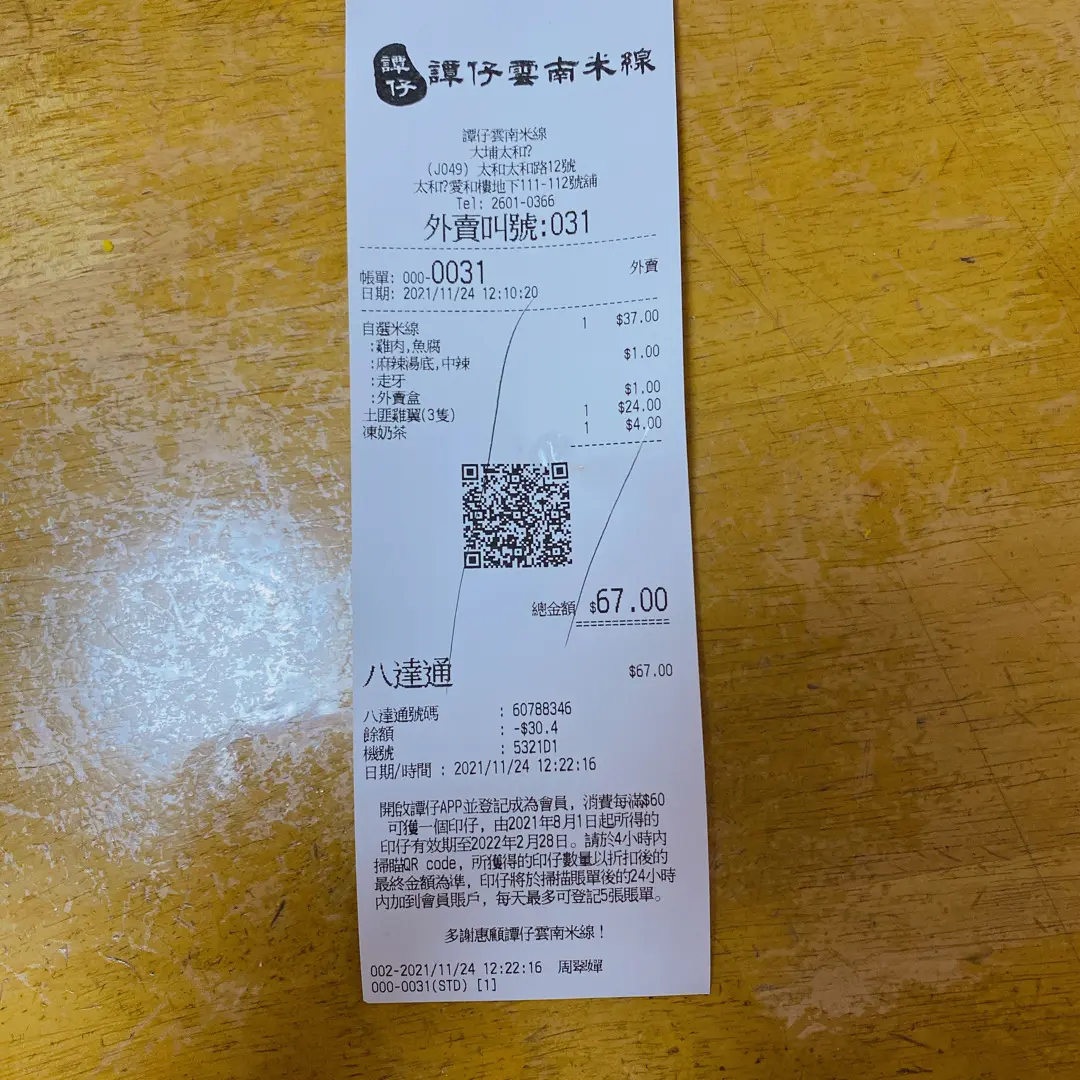 譚仔 譚仔雲南米線
譚仔雲南米線
大埔太和?
(J049) 太和太和路12號
太和?愛和樓地下111-112號舖
Tel: 2601-0366
外賣叫號:031
帳單: 000-0031 外賣
日期: 2021/11/24 12:10:20
自選米線 1 $37.00
:雞肉,魚腐
:麻辣湯底,中辣 $1.00
:走牙
:外賣盒 $1.00
土匪雞翼(3隻) 1 $24.00
凍奶茶 1 $4.00
總金額 $67.00
八達通 $67.00
八達通號碼 : 60788346
餘額 : -$30.4
機號 : 5321D1
日期/時間 : 2021/11/24 12:22:16
開啟譚仔APP並登記成為會員, 消費每滿$60
可獲一個印仔, 由2021年8月1日起所得的
印仔有效期至2022年2月28日。請於4小時內
掃瞄QR code, 所獲得的印仔數量以折扣後的
最終金額為準, 印仔將於掃描賬單後的24小時
內加到會員賬戶, 每天最多可登記5張賬單。
多謝惠顧譚仔雲南米線!
002-2021/11/24 12:22:16 周翠嬋
000-0031(STD) [1]